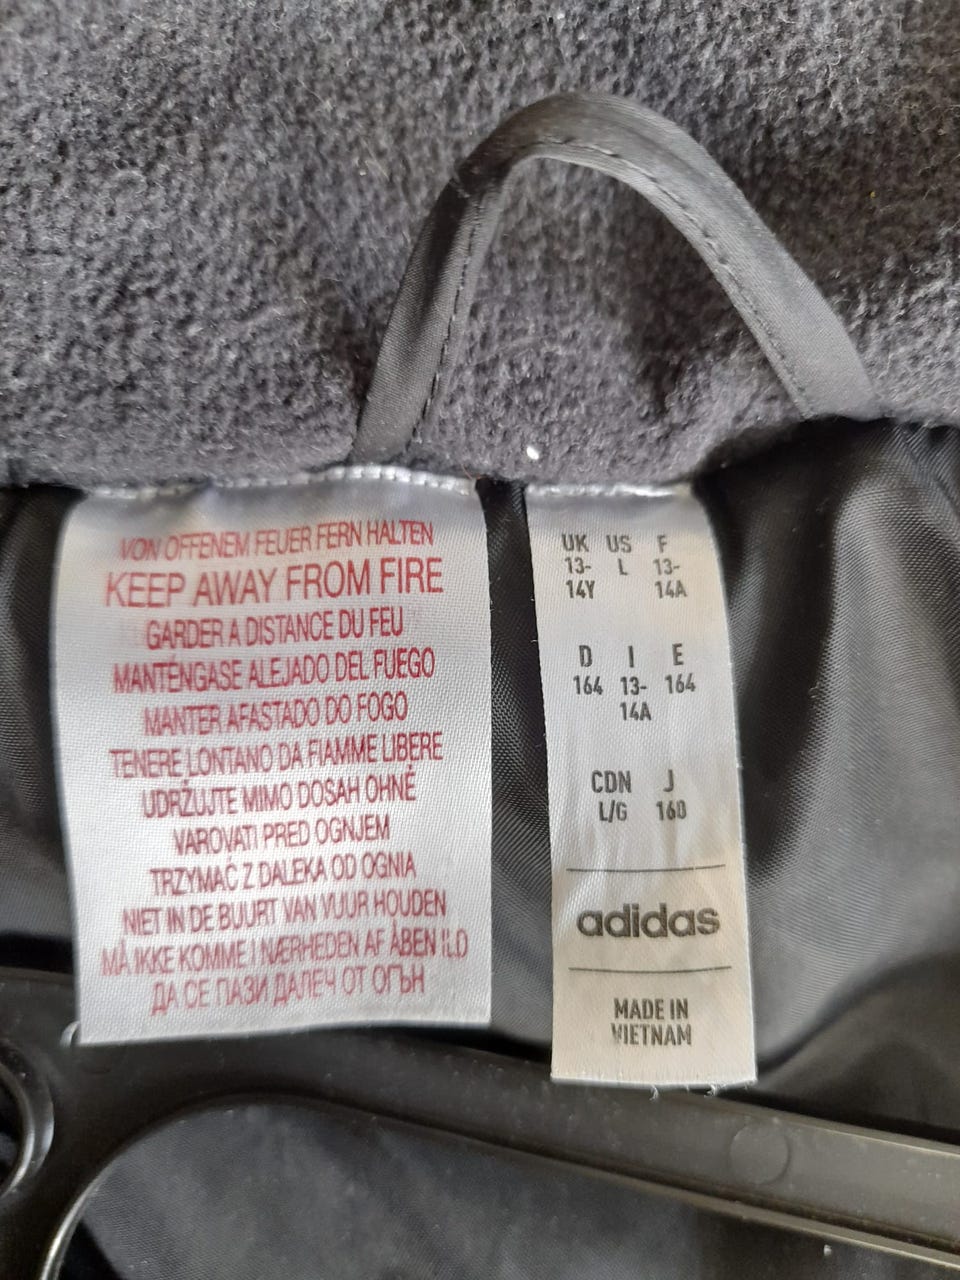 VON OFFENEM FEUER FERN HALTEN
KEEP AWAY FROM FIRE
GARDER A DISTANCE DU FEU
MANTÉNGASE ALEJADO DEL FUEGO
MANTER AFASTADO DO FOGO
TENERE LONTANO DA FIAMME LIBERE
UDRŽUJTE MIMO DOSAH OHNĚ
VAROVATI PRED OGNJEM
TRZYMAĆ Z DALEKA OD OGNIA
NIET IN DE BUURT VAN VUUR HOUDEN
MÅ IKKE KOMME I NÆRHEDEN AF ÅBEN ILD
ДА СЕ ПАЗИ ДАЛЕЧ ОТ ОГЪН
UK US F
13- L 13-
14Y 14A
D I E
164 13- 164
14A
CDN J
L/G 160
adidas
MADE IN
VIETNAM